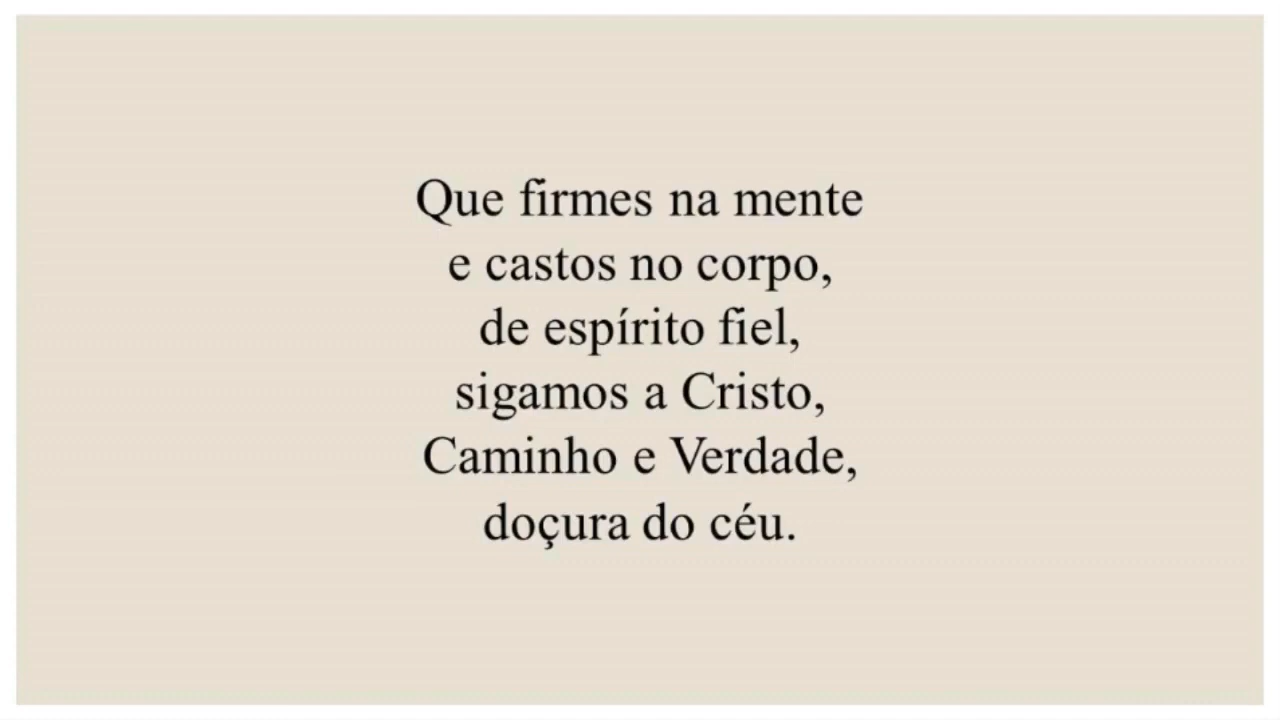 Que firmes na mente
e castos no corpo,
de espírito fiel,
sigamos a Cristo,
Caminho e Verdade,
doçura do céu.